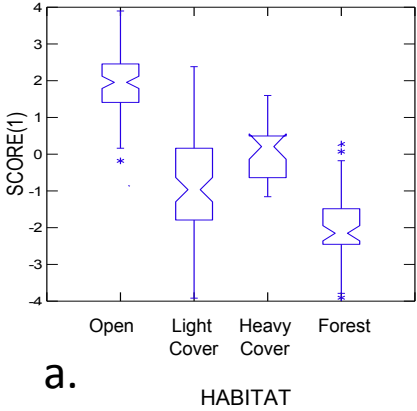 4
3
2
1
0
-1
-2
-3
-4
SCORE(1)
Open
Light Cover
Heavy Cover
Forest
a.
HABITAT